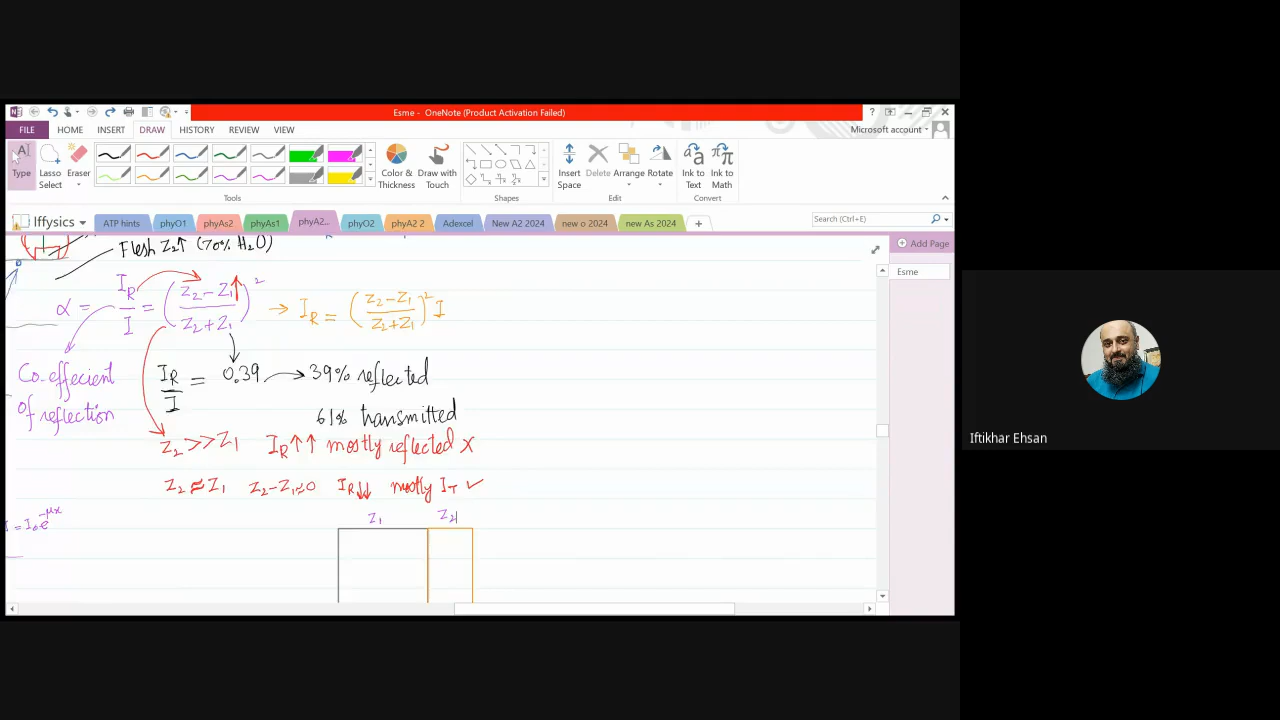 Esme - OneNote (Product Activation Failed)
FILE HOME INSERT DRAW HISTORY REVIEW VIEW
Microsoft account
Type
Lasso Select
Eraser
Color & Thickness
Draw with Touch
Insert Space
Delete
Arrange
Rotate
Ink to Text
Ink to Math
Tools Shapes Edit Convert
Iffysics
ATP hints phyO1 phyAs2 phyAs1 phyA2... phyO2 phyA2 2 Adexcel New A2 2024 new o 2024 new As 2024 +
Search (Ctrl+E)
Add Page
Esme
Flesh Z₂↑ (70% H₂O)
α = I_R/I = ((Z₂-Z₁)/(Z₂+Z₁))² → I_R = ((Z₂-Z₁)/(Z₂+Z₁))² I
Co-effecient
of reflection
I_R/I = 0.39 → 39% reflected
61% transmitted
Z₂ >> Z₁ I_R ↑↑ mostly reflected X
Z₂ ≈ Z₁ Z₂-Z₁≈0 I_R ↓↓ mostly I_T ✓
I = I₀e^-μx
Z₁ Z₂
Iftikhar Ehsan